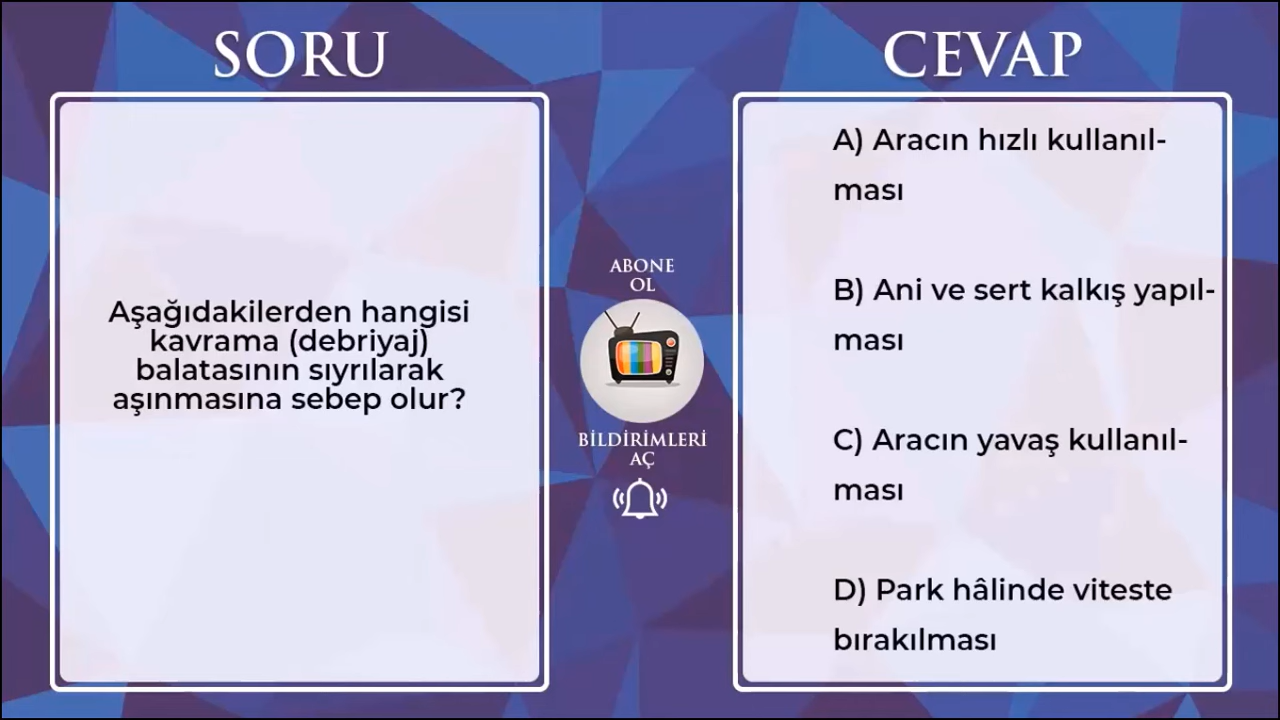 SORU
Aşağıdakilerden hangisi
kavrama (debriyaj)
balatasının sıyrılarak
aşınmasına sebep olur?
ABONE
OL
BİLDİRİMLERİ
AÇ
CEVAP
A) Aracın hızlı kullanıl-
ması
B) Ani ve sert kalkış yapıl-
ması
C) Aracın yavaş kullanıl-
ması
D) Park hâlinde viteste
bırakılması